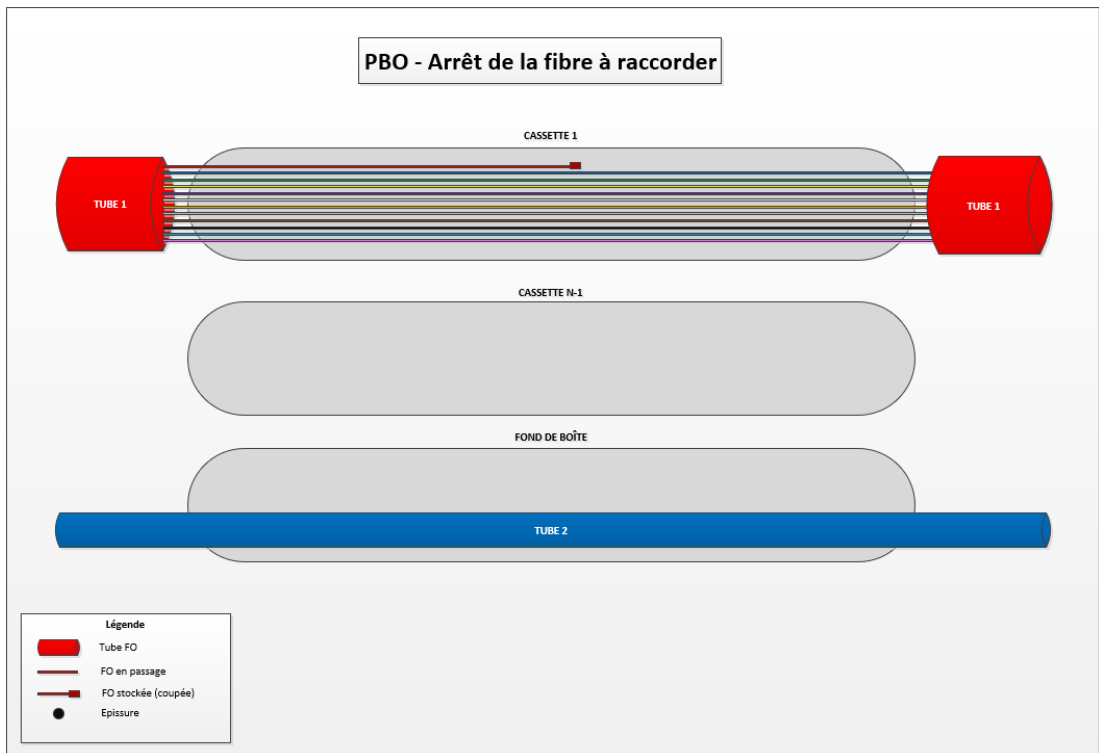 PBO - Arrêt de la fibre à raccorder
CASSETTE 1
TUBE 1
TUBE 1
CASSETTE N-1
FOND DE BOÎTE
TUBE 2
Légende
Tube FO
FO en passage
FO stockée (coupée)
Epissure